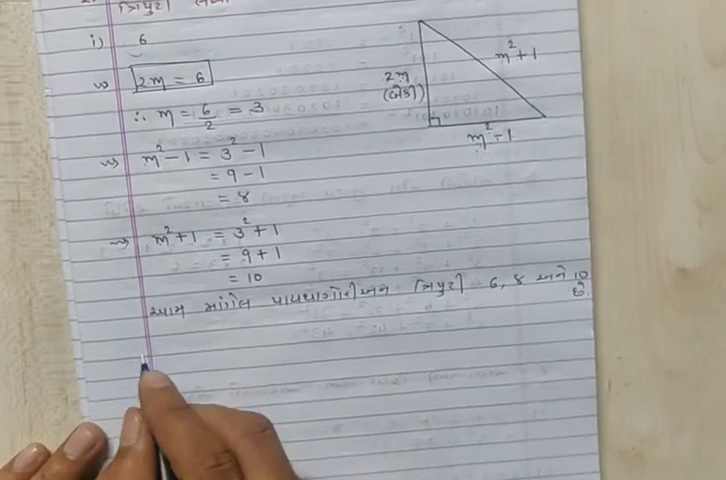 ત્રિપુટી
i) 6
⇒ 2m = 6
∴ m = 6/2 = 3
⇒ m² - 1 = 3² - 1
= 9 - 1
= 8
⇒ m² + 1 = 3² + 1
= 9 + 1
= 10
આમ માંગેલ પાયથાગોરીઅન ત્રિપુટી 6, 8 અને 10 છે.
m² + 1
2m
(બેકી)
m² - 1